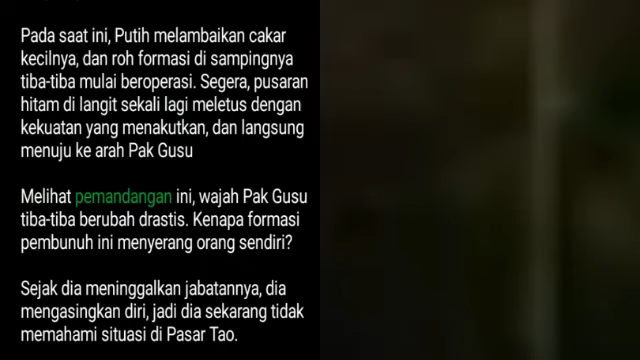 Pada saat ini, Putih melambaikan cakar
kecilnya, dan roh formasi di sampingnya
tiba-tiba mulai beroperasi. Segera, pusaran
hitam di langit sekali lagi meletus dengan
kekuatan yang menakutkan, dan langsung
menuju ke arah Pak Gusu
Melihat pemandangan ini, wajah Pak Gusu
tiba-tiba berubah drastis. Kenapa formasi
pembunuh ini menyerang orang sendiri?
Sejak dia meninggalkan jabatannya, dia
mengasingkan diri, jadi dia sekarang tidak
memahami situasi di Pasar Tao.